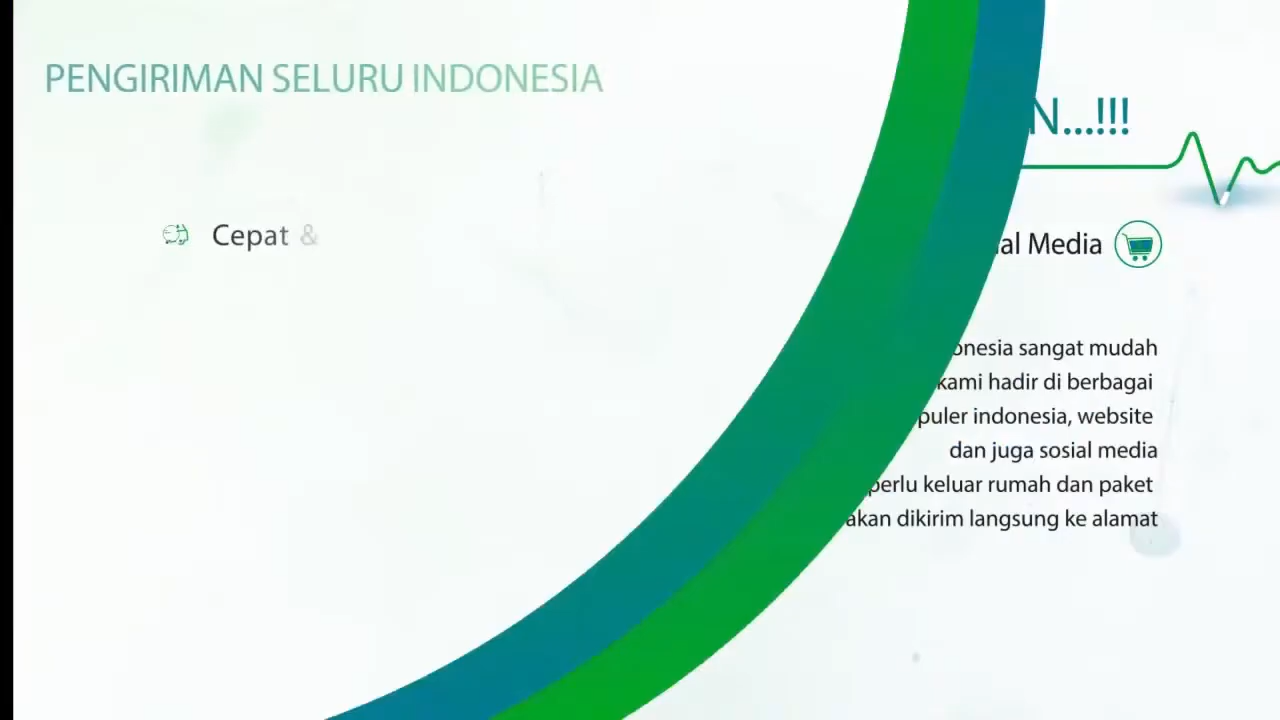 PENGIRIMAN SELURU INDONESIA
Cepat &
N...!!!
ial Media
onesia sangat mudah
kami hadir di berbagai
puler indonesia, website
dan juga sosial media
perlu keluar rumah dan paket
akan dikirim langsung ke alamat